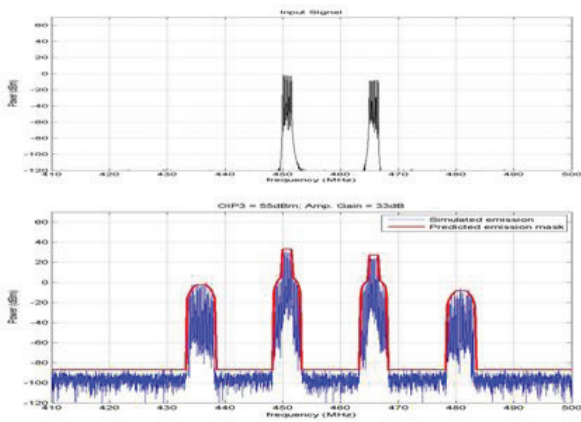 Input Signal
60
40
20
0
-20
-40
-60
-80
-100
-120
Power (dBm)
410 420 430 440 450 460 470 480 490 500
frequency (MHz)
OIP3 = 55dBm; Amp. Gain = 33dB
Simulated emission
Predicted emission mask
60
40
20
0
-20
-40
-60
-80
-100
-120
Power (dBm)
410 420 430 440 450 460 470 480 490 500
frequency (MHz)